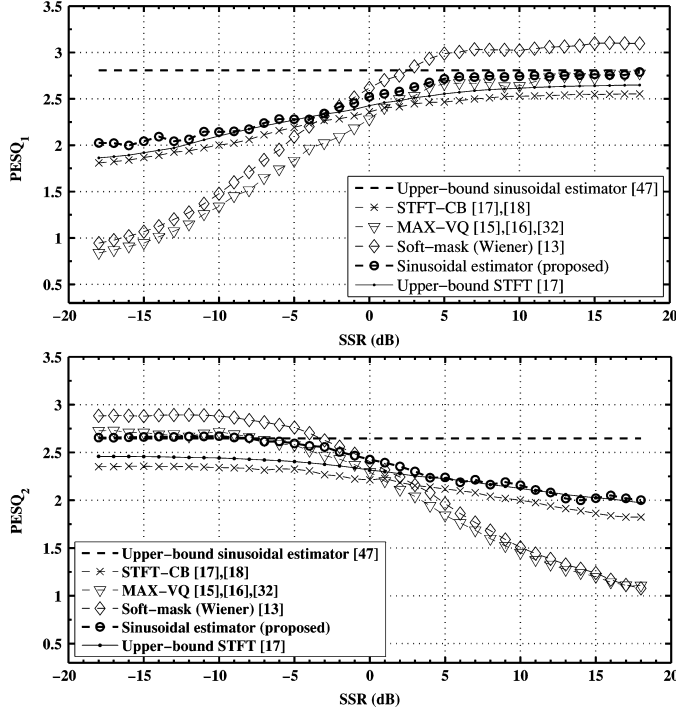 3.5
3
2.5
2
1.5
1
0.5
PESQ1
Upper−bound sinusoidal estimator [47]
STFT−CB [17],[18]
MAX−VQ [15],[16],[32]
Soft−mask (Wiener) [13]
Sinusoidal estimator (proposed)
Upper−bound STFT [17]
−20 −15 −10 −5 0 5 10 15 20
SSR (dB)
3.5
3
2.5
2
1.5
1
0.5
PESQ2
Upper−bound sinusoidal estimator [47]
STFT−CB [17],[18]
MAX−VQ [15],[16],[32]
Soft−mask (Wiener) [13]
Sinusoidal estimator (proposed)
Upper−bound STFT [17]
−20 −15 −10 −5 0 5 10 15 20
SSR (dB)